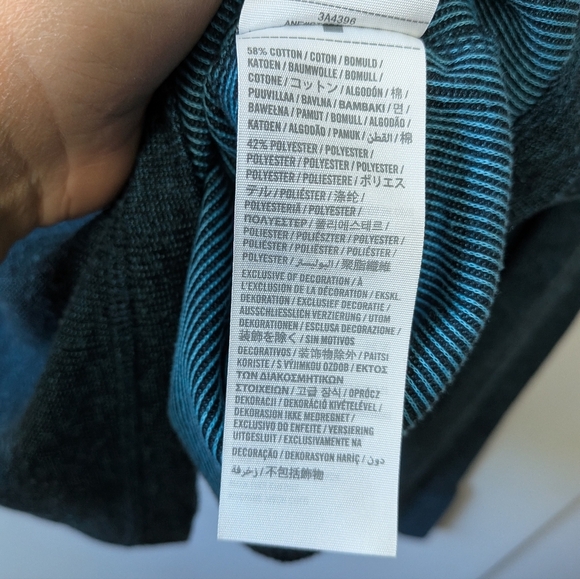 3A4396
58% COTTON / COTON / BOMULD /
KATOEN / BAUMWOLLE / BOMULL /
COTONE / コットン / ALGODÓN / 棉 /
PUUVILLAA / BAVLNA / ΒΑΜΒΑΚΙ / 면 /
BAWEŁNA / PAMUT / BOMULL / ALGODÃO /
KATOEN / ALGODÃO / PAMUK / القطن / 棉
42% POLYESTER / POLYESTER /
POLYESTER / POLYESTER / POLYESTER /
POLYESTER / POLIESTERE / ポリエス
テル / POLIÉSTER / 涤纶 /
POLYESTERIA / POLYESTER /
ΠΟΛΥΕΣΤΕΡ / 폴리에스테르 /
POLIESTER / POLIÉSZTER / POLYESTER /
POLIÉSTER / POLIÉSTER / POLIÉSTER /
POLYESTER / البوليستر / 聚脂纖維
EXCLUSIVE OF DECORATION / À
L'EXCLUSION DE LA DÉCORATION / EKSKL.
DEKORATION / EXCLUSIEF DECORATIE /
AUSSCHLIESSLICH VERZIERUNG / UTOM
DEKORATIONEN / ESCLUSA DECORAZIONE /
装飾を除く / SIN MOTIVOS
DECORATIVOS / 装饰物除外 / PAITSI
KORISTE / S VÝJIMKOU OZDOB / ΕΚΤΟΣ
ΤΩΝ ΔΙΑΚΟΣΜΗΤΙΚΩΝ
ΣΤΟΙΧΕΙΩΝ / 고급 장식 / OPRÓCZ
DEKORACJI / DEKORÁCIÓ KIVÉTELÉVEL /
DEKORASJON IKKE MEDREGNET /
EXCLUSIVO DO ENFEITE / VERSIERING
UITGESLUIT / EXCLUSIVAMENTE NA
DECORAÇÃO / DEKORASYON HARİÇ / دون
زخرفة / 不包括飾物